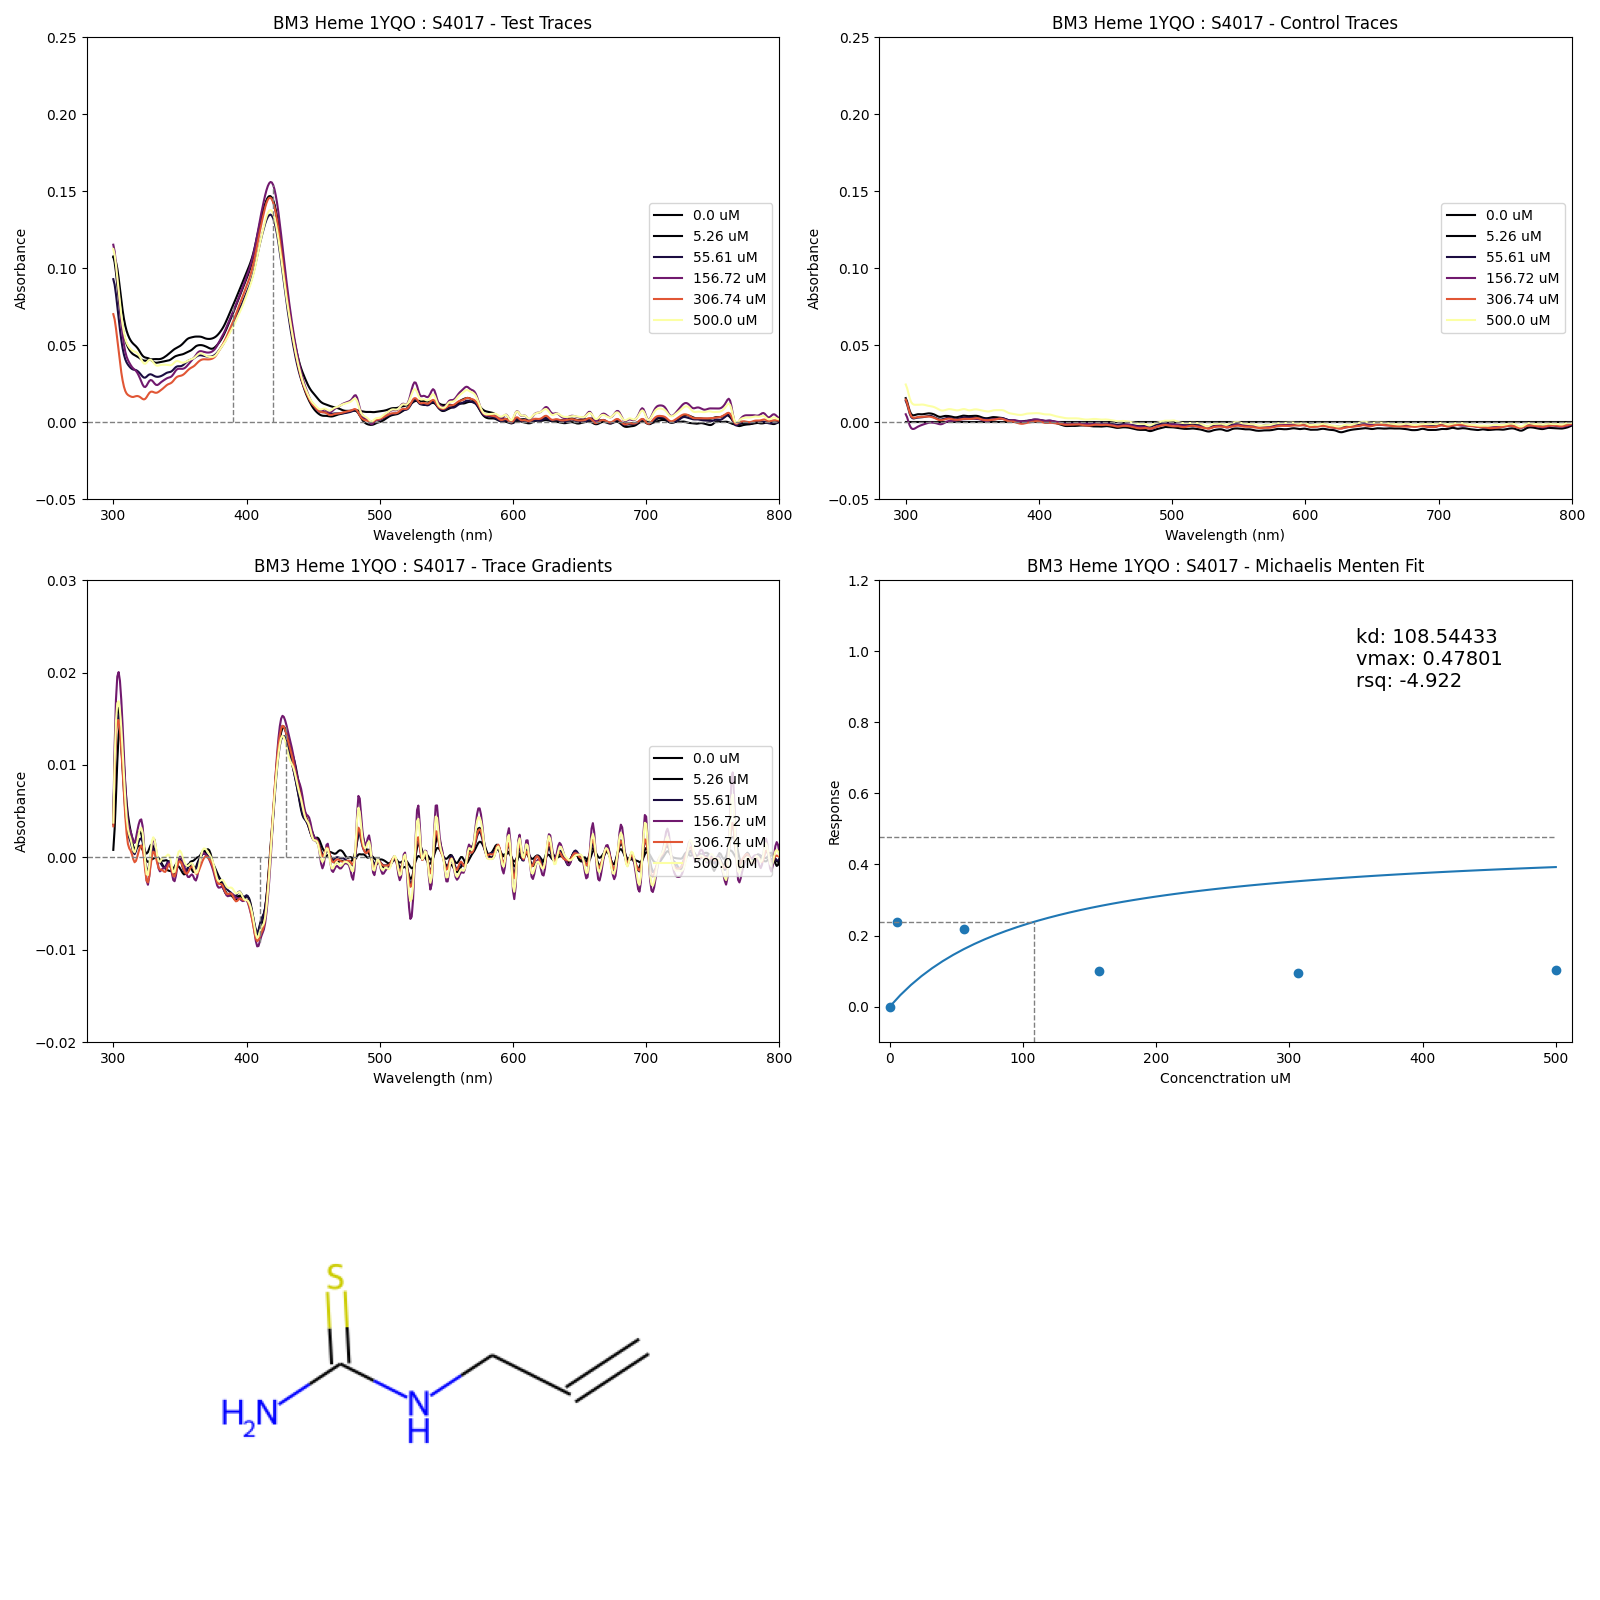 BM3 Heme 1YQO : S4017 - Test Traces
0.25
0.20
0.15
0.10
0.05
0.00
−0.05
Absorbance
300
400
500
600
700
800
Wavelength (nm)
0.0 uM
5.26 uM
55.61 uM
156.72 uM
306.74 uM
500.0 uM
BM3 Heme 1YQO : S4017 - Control Traces
0.25
0.20
0.15
0.10
0.05
0.00
−0.05
Absorbance
300
400
500
600
700
800
Wavelength (nm)
0.0 uM
5.26 uM
55.61 uM
156.72 uM
306.74 uM
500.0 uM
BM3 Heme 1YQO : S4017 - Trace Gradients
0.03
0.02
0.01
0.00
−0.01
−0.02
Absorbance
300
400
500
600
700
800
Wavelength (nm)
0.0 uM
5.26 uM
55.61 uM
156.72 uM
306.74 uM
500.0 uM
BM3 Heme 1YQO : S4017 - Michaelis Menten Fit
1.2
1.0
0.8
0.6
0.4
0.2
0.0
Response
0
100
200
300
400
500
Concenctration uM
kd: 108.54433
vmax: 0.47801
rsq: -4.922
S
H2N
N
H